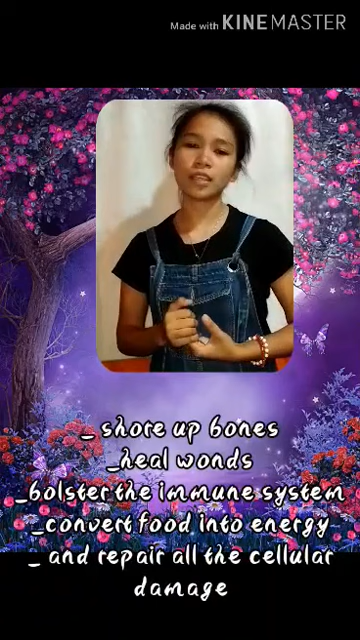 Made with KINEMASTER
_ shore up bones
_heal wonds
_bolster the immune system
_convert food into energy
_ and repair all the cellular
damage